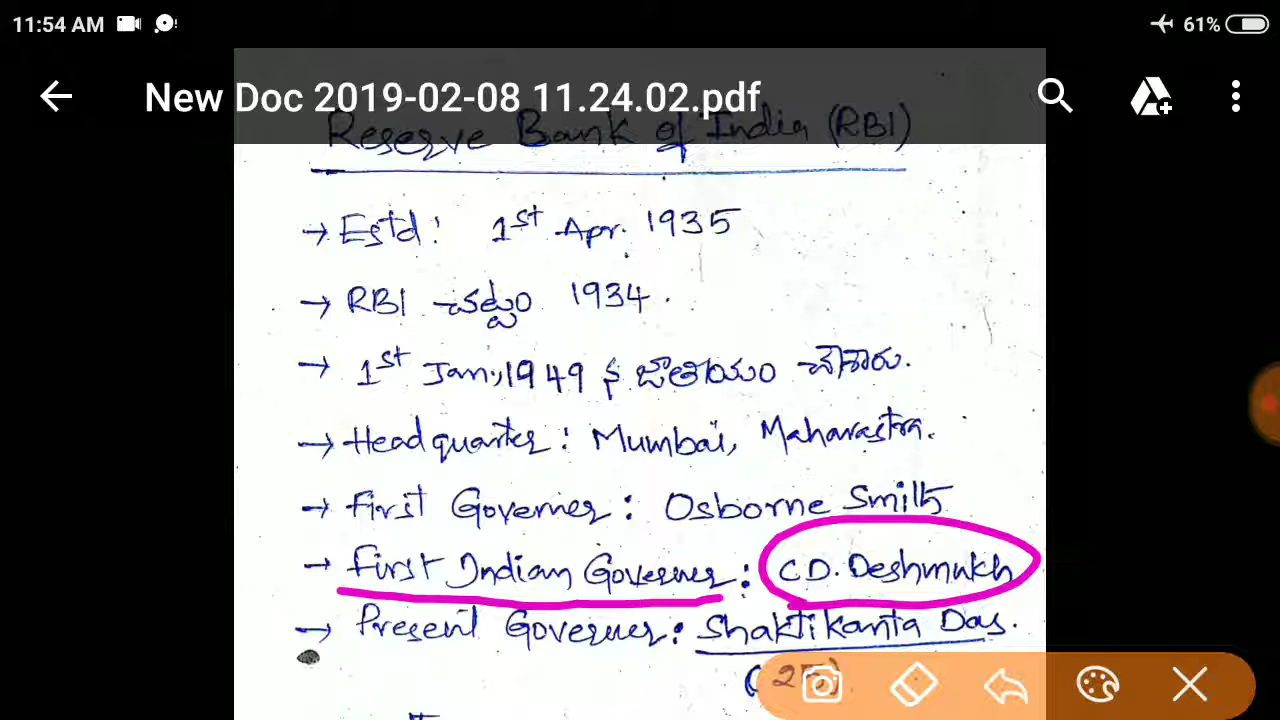 11:54 AM
61%
New Doc 2019-02-08 11.24.02.pdf
Reserve Bank of India (RBI)
→ Estd: 1st Apr. 1935
→ RBI చట్టం 1934.
→ 1st Jan, 1949 న జాతియం చేశారు.
→ Headquarter: Mumbai, Maharastra.
→ First Governer: Osborne Smith
→ First Indian Governer: C.D. Deshmukh
→ Present Governer: Shaktikanta Das.
(25)